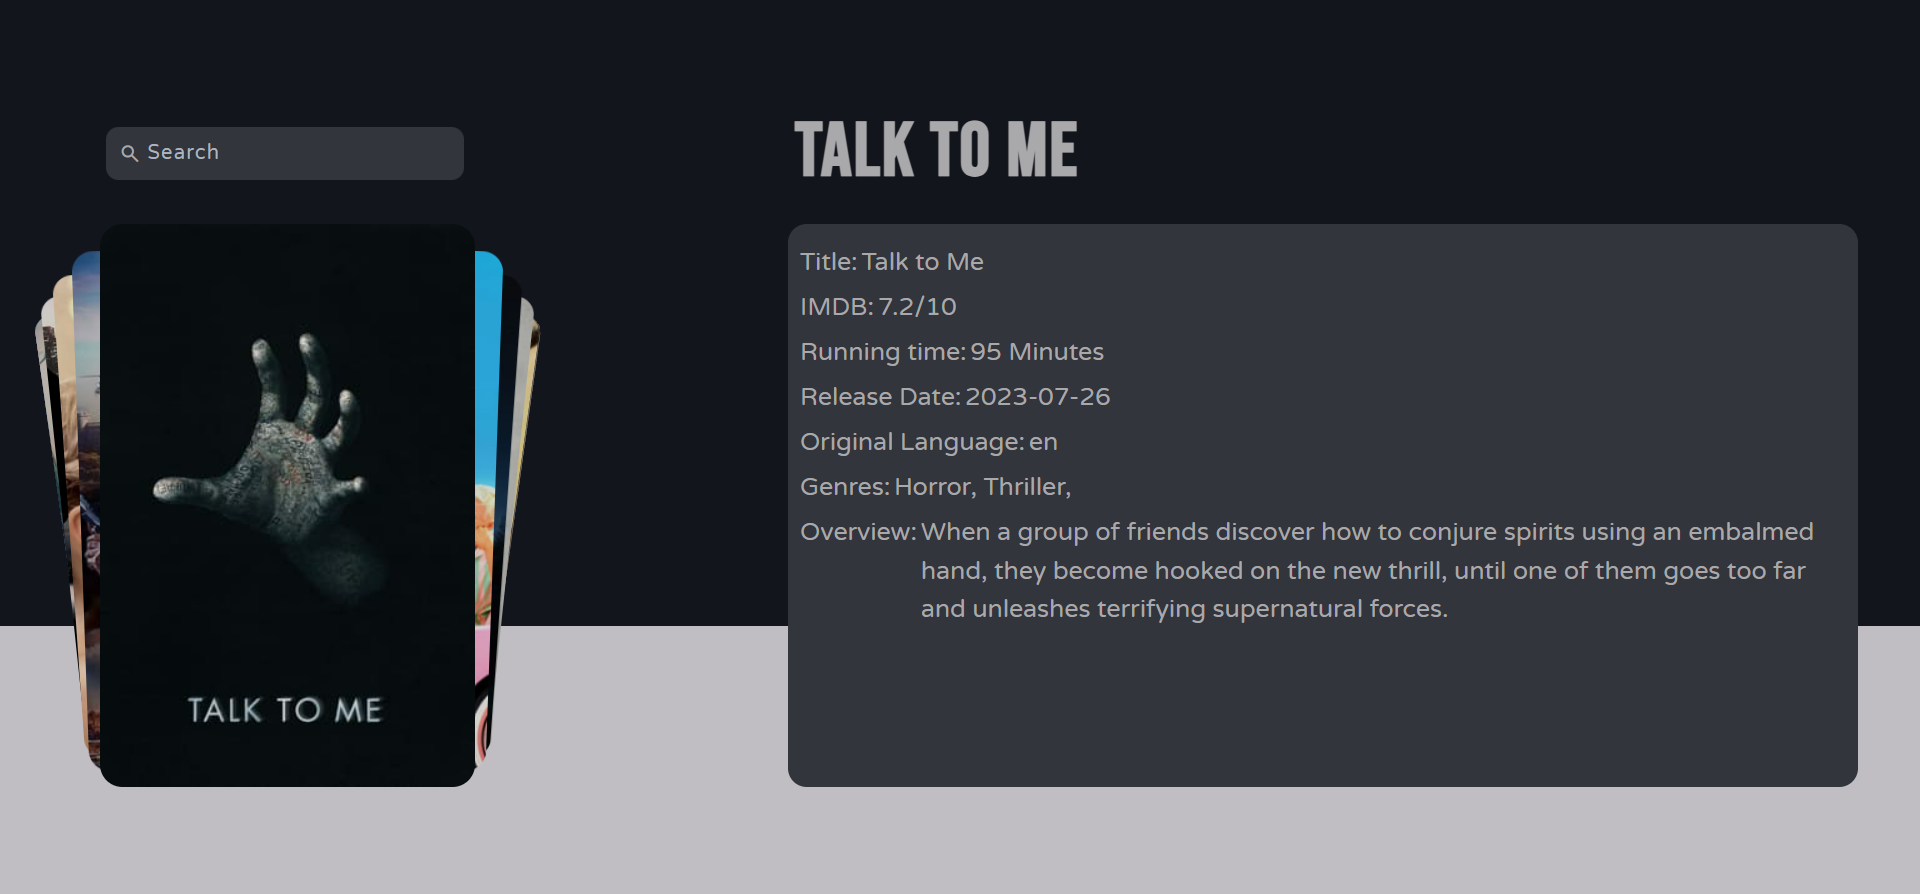 Search
TALK TO ME
TALK TO ME
Title: Talk to Me
IMDB: 7.2/10
Running time: 95 Minutes
Release Date: 2023-07-26
Original Language: en
Genres: Horror, Thriller,
Overview: When a group of friends discover how to conjure spirits using an embalmed
hand, they become hooked on the new thrill, until one of them goes too far
and unleashes terrifying supernatural forces.